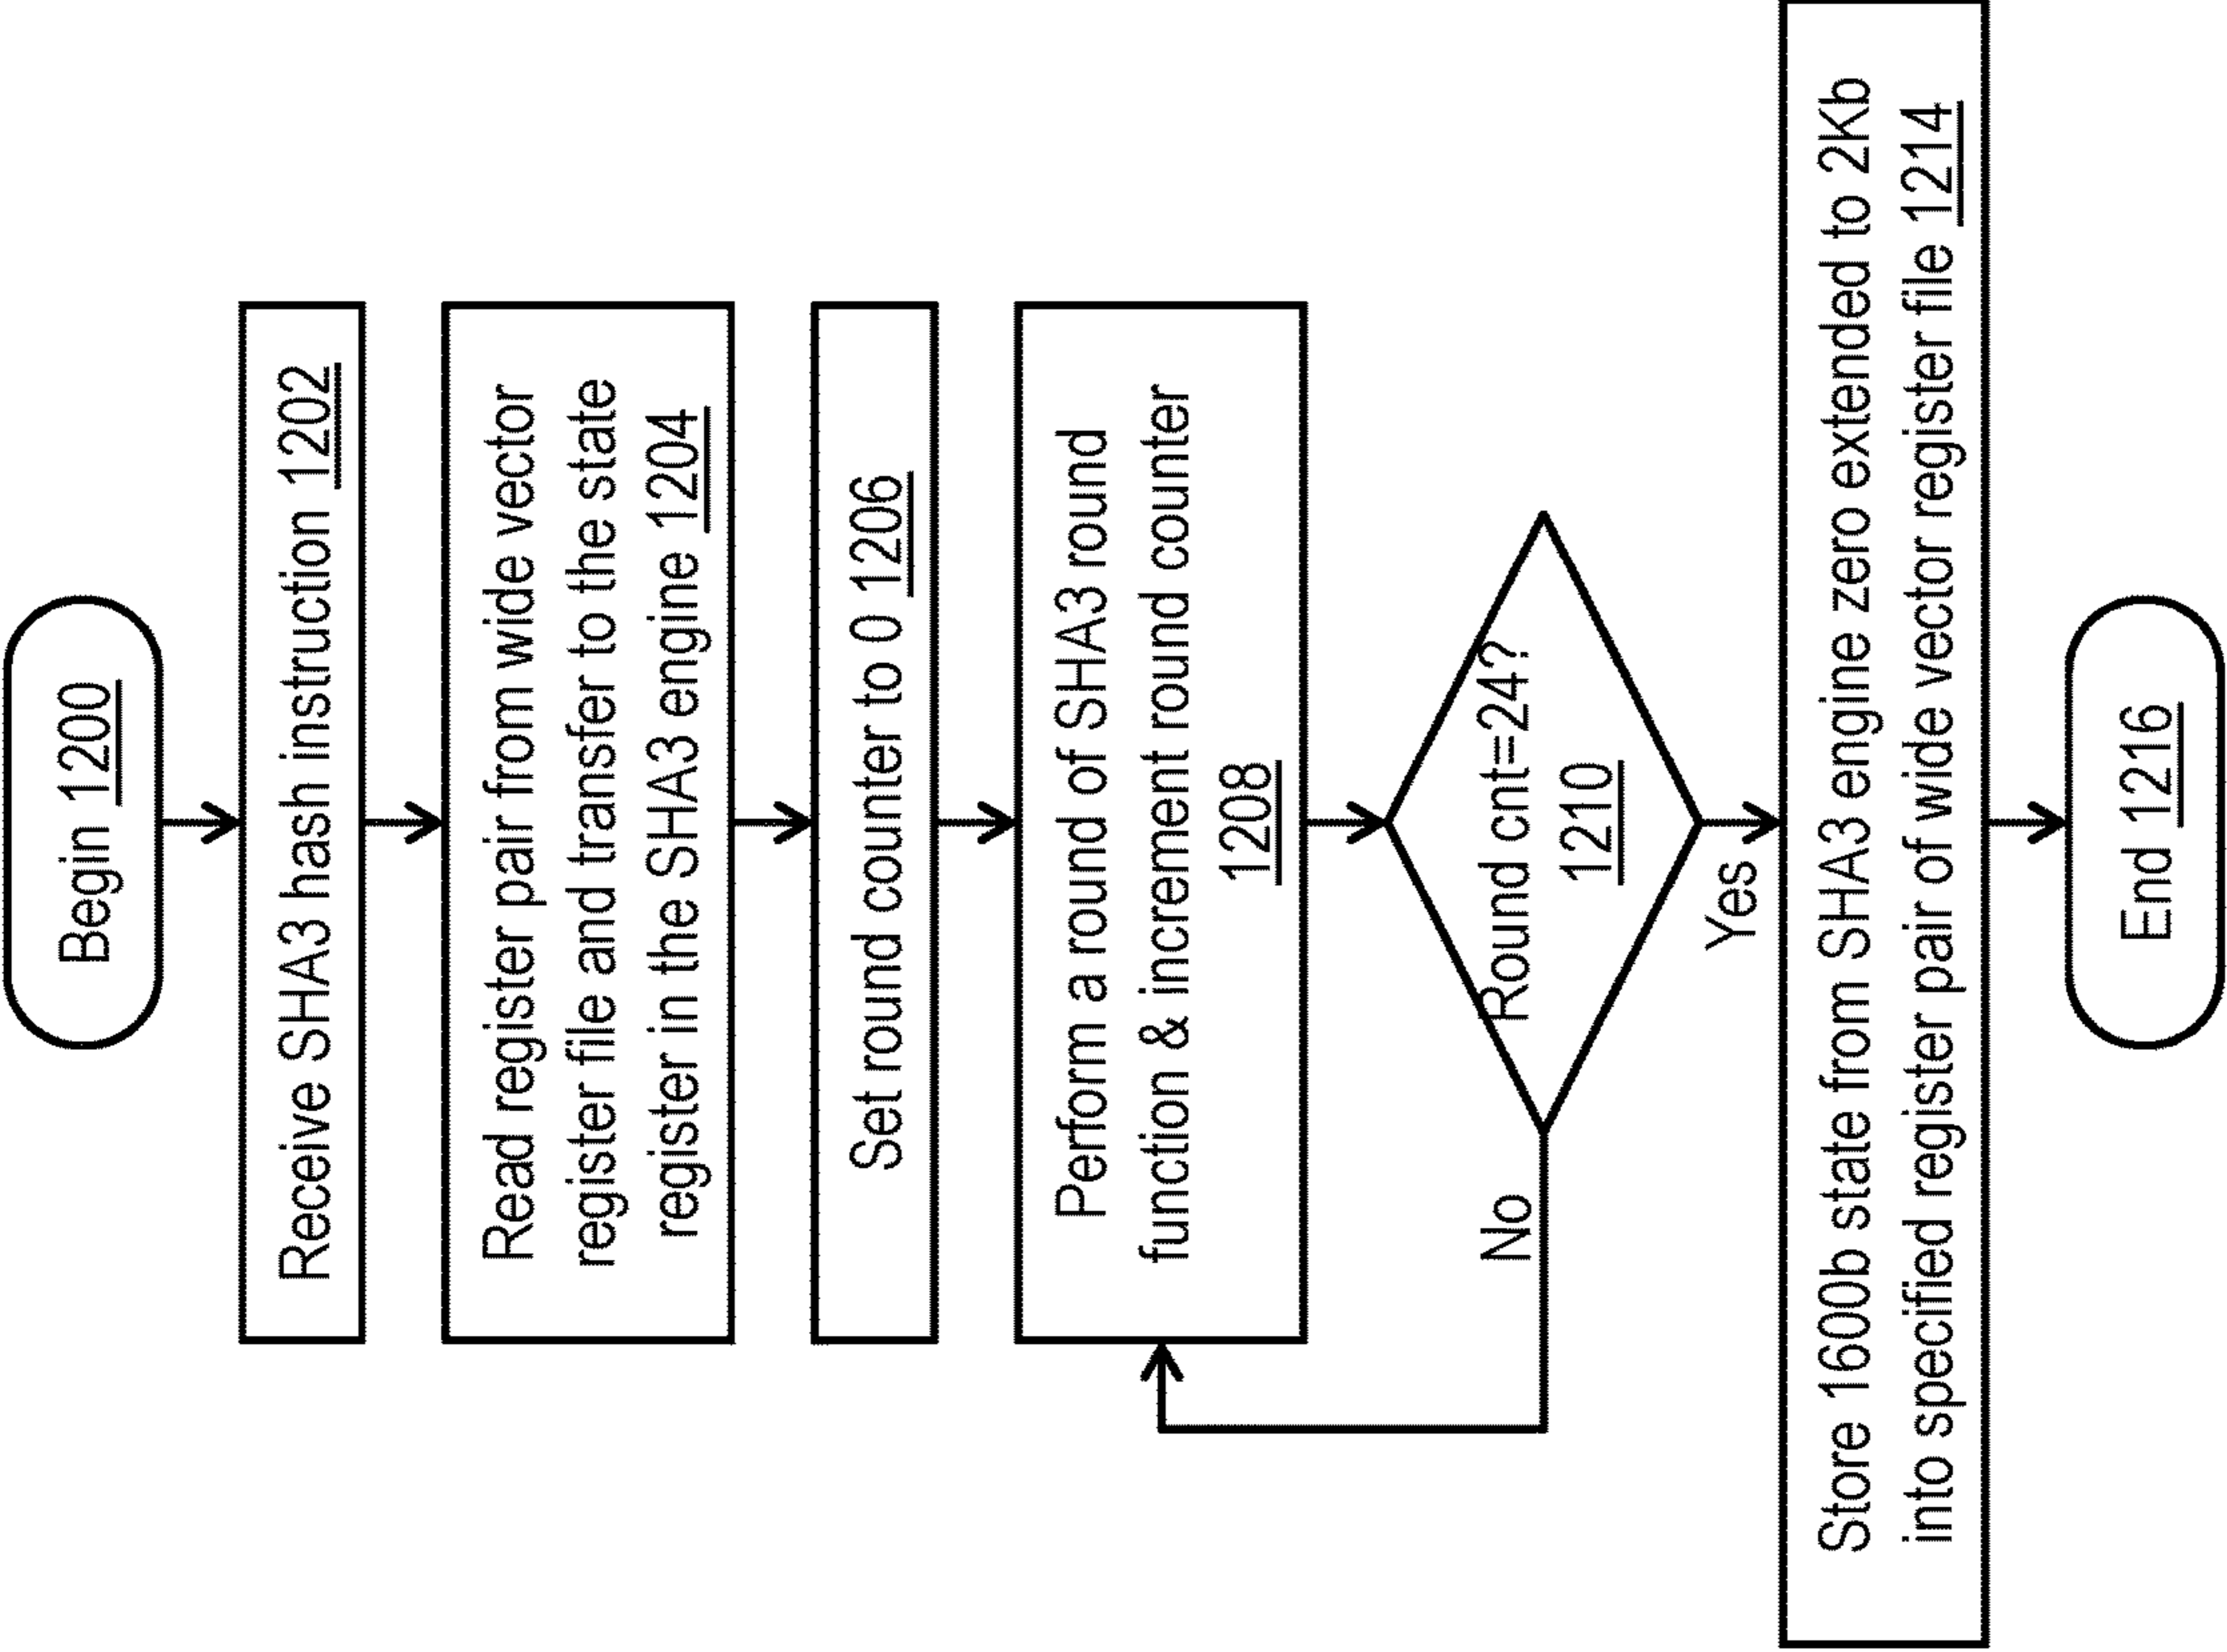 Begin 1200
Receive SHA3 hash instruction 1202
Read register pair from wide vector
register file and transfer to the state
register in the SHA3 engine 1204
Set round counter to 0 1206
Perform a round of SHA3 round
function & increment round counter
1208
Round cnt=24?
1210
No
Yes
Store 1600b state from SHA3 engine zero extended to 2Kb
into specified register pair of wide vector register file 1214
End 1216